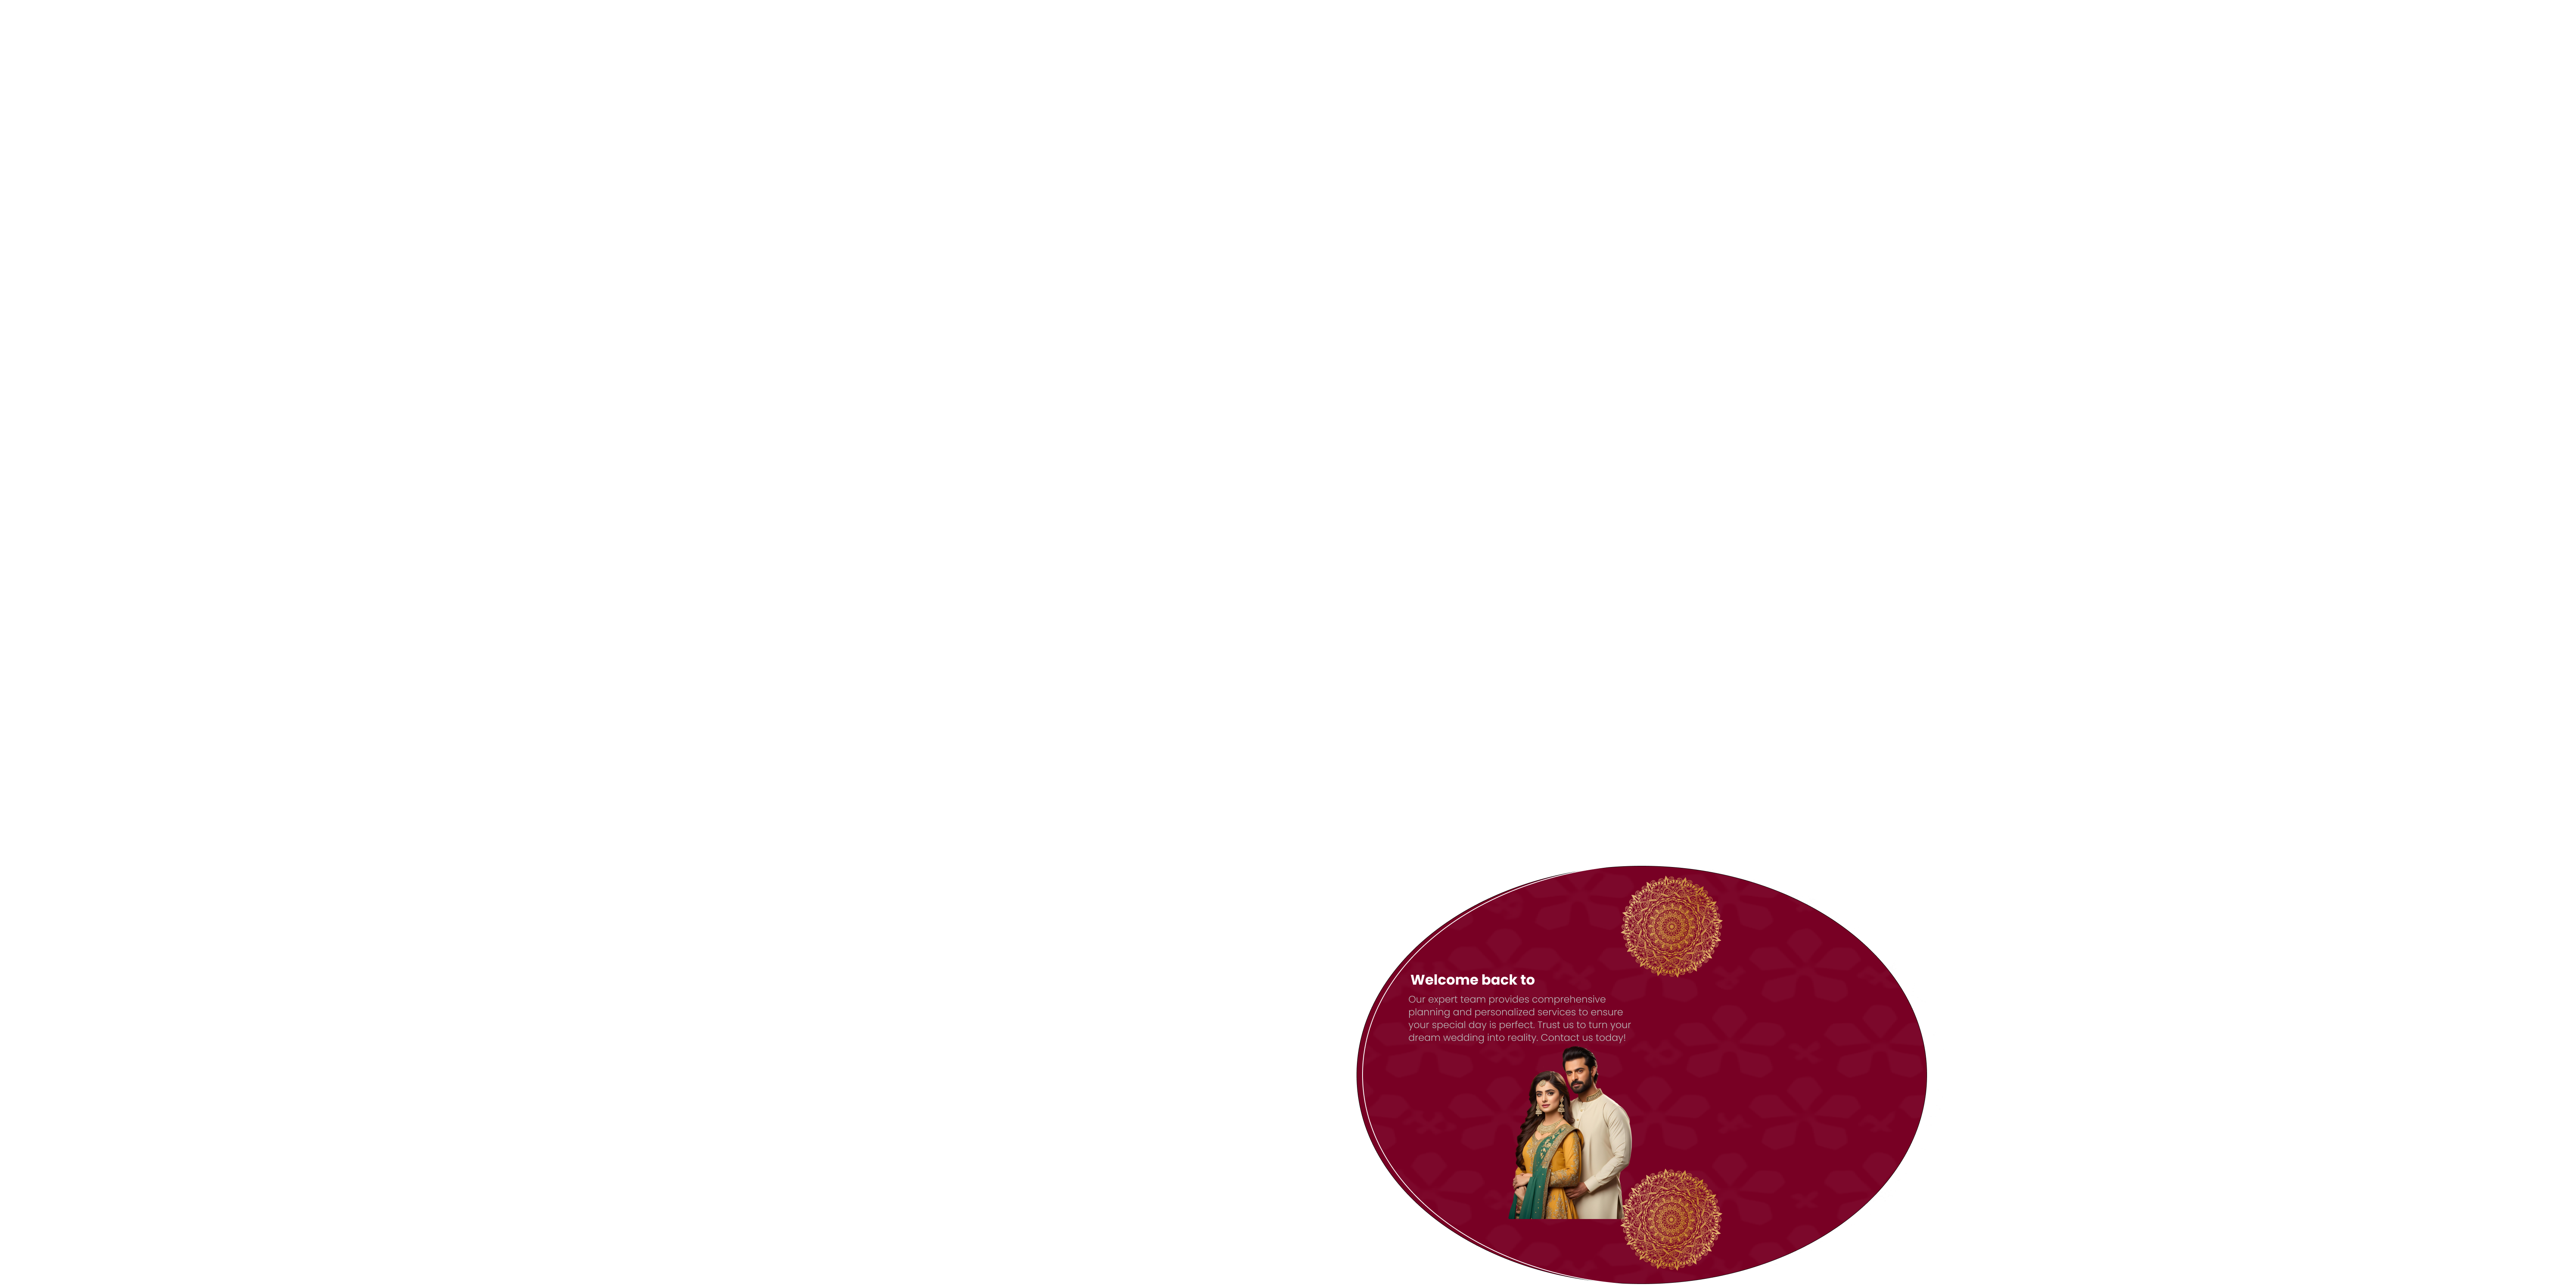 Welcome back to
Our expert team provides comprehensive
planning and personalized services to ensure
your special day is perfect. Trust us to turn your
dream wedding into reality. Contact us today!